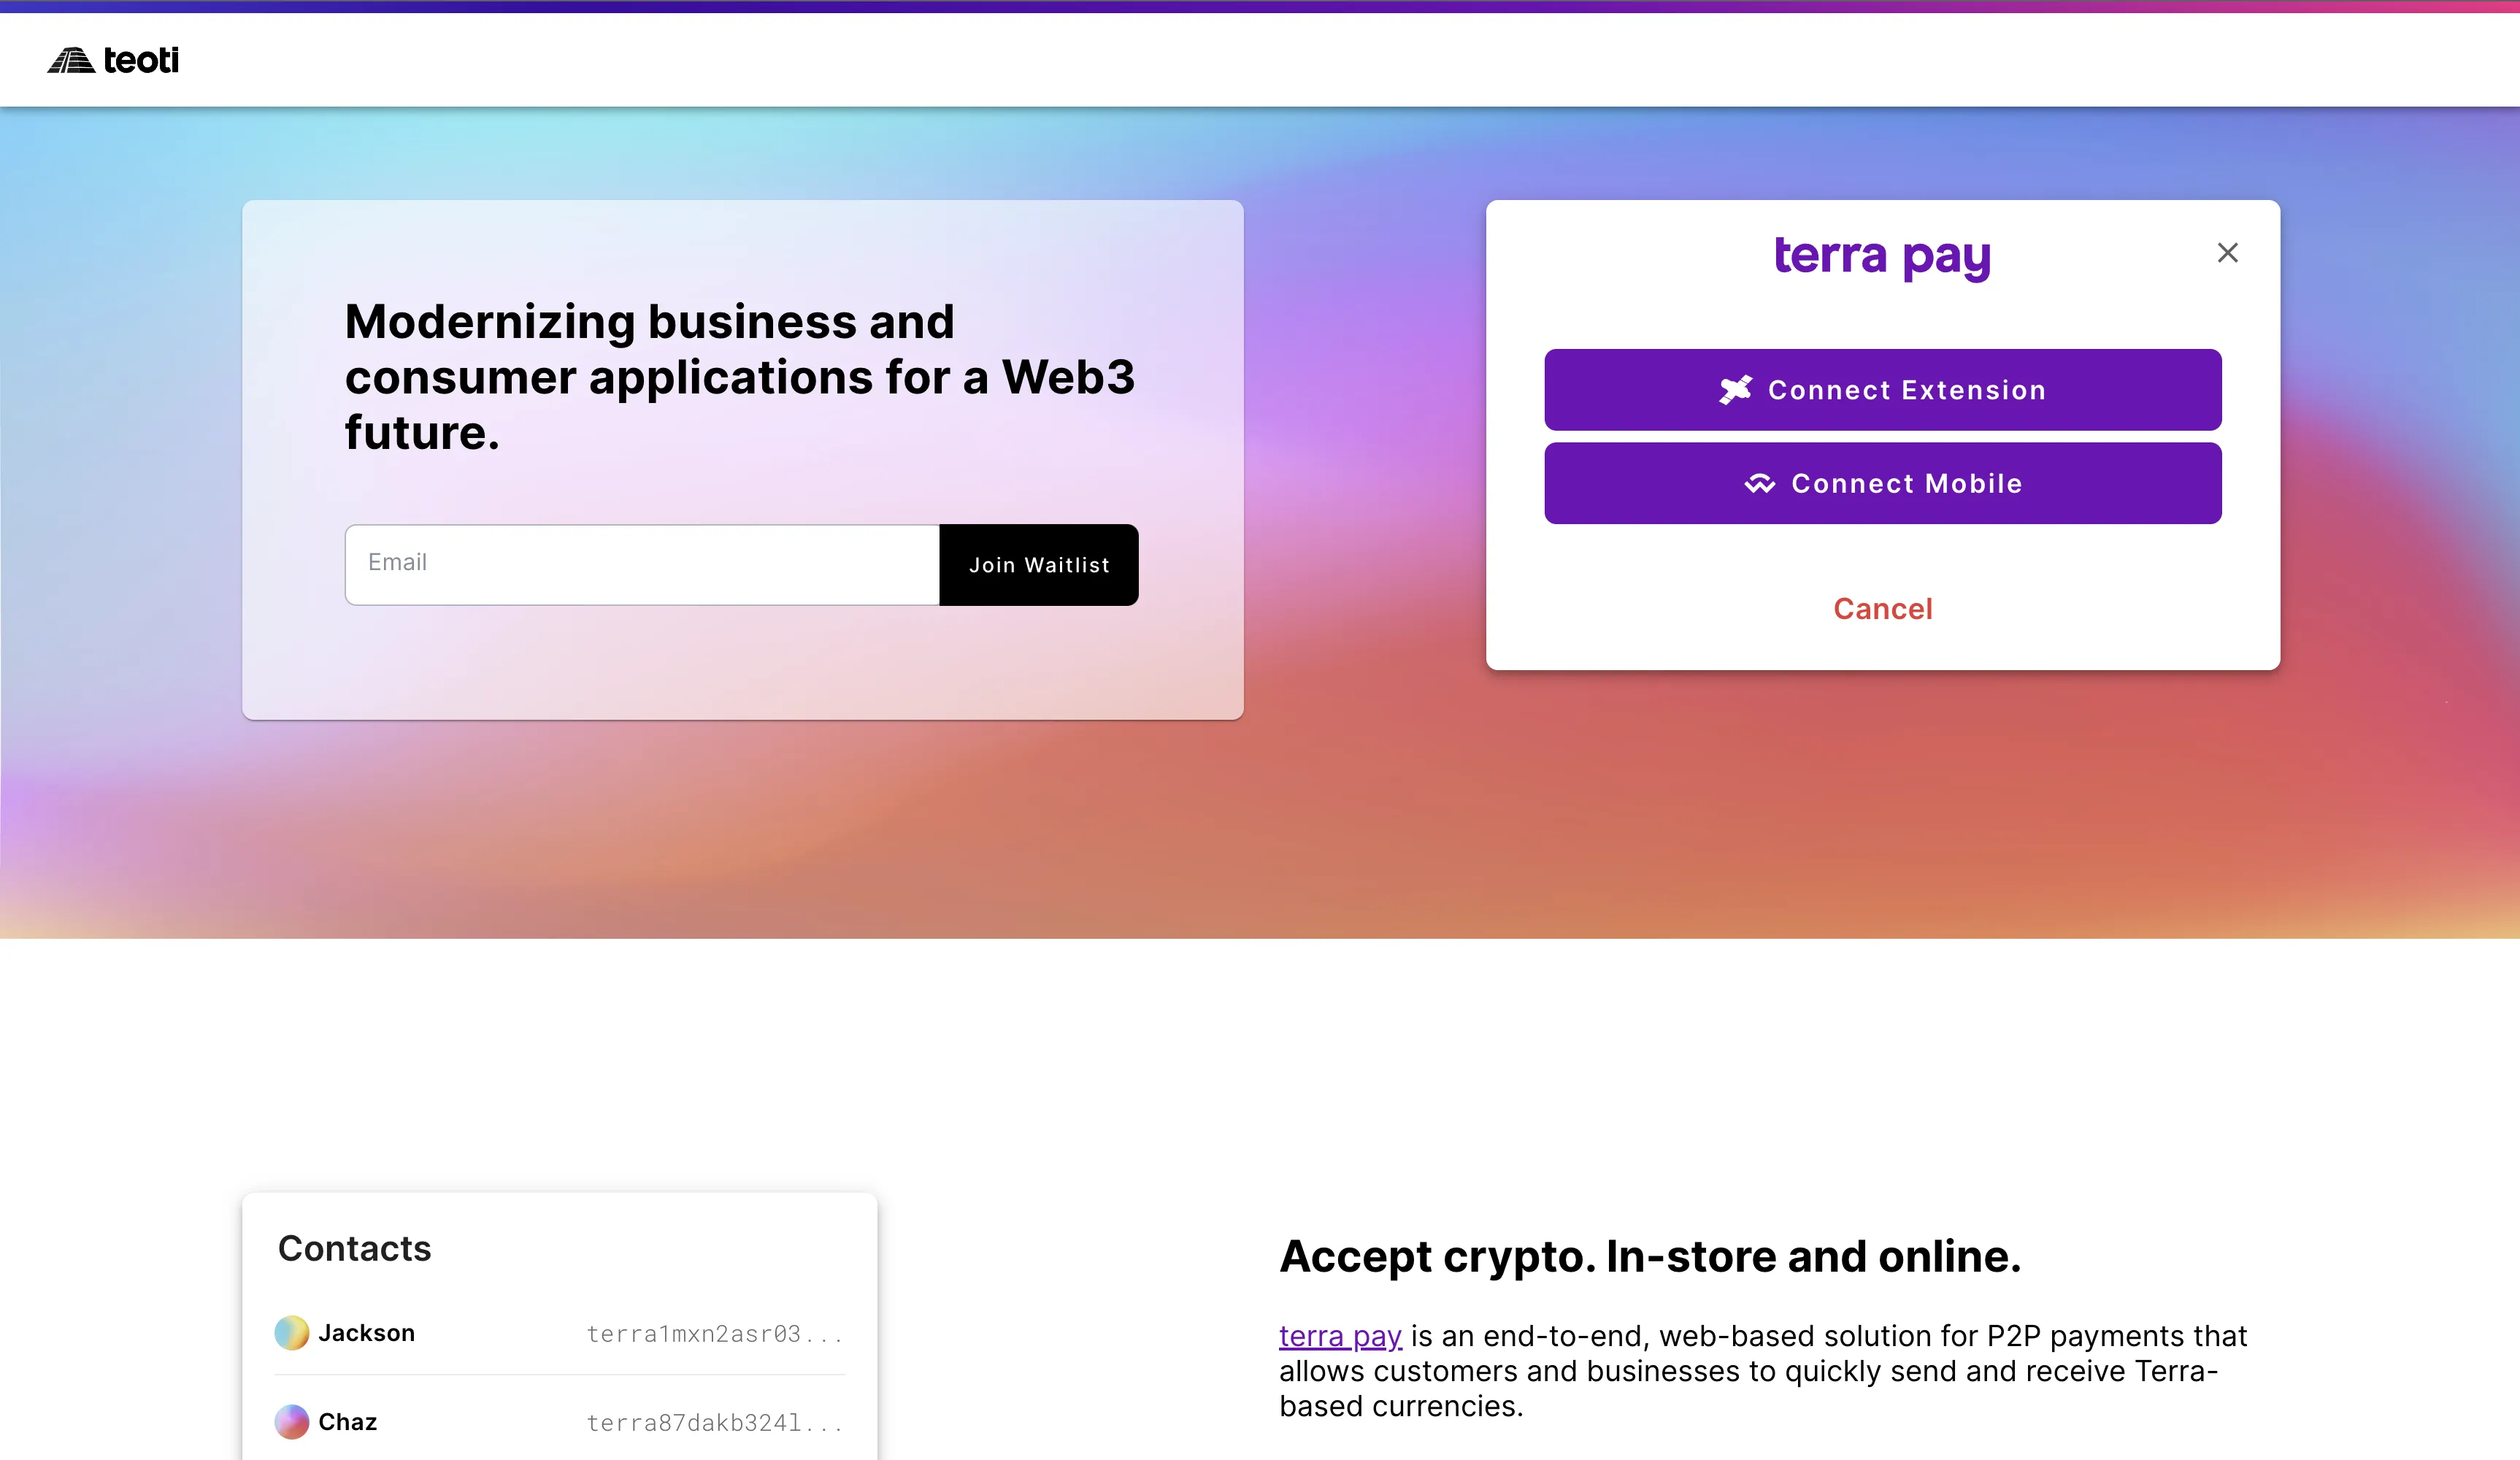 teoti
Modernizing business and
consumer applications for a Web3
future.
Email
Join Waitlist
terra pay
Connect Extension
Connect Mobile
Cancel
Contacts
Jackson
terra1mxn2asr03...
Chaz
terra87dakb324l...
Accept crypto. In-store and online.
terra pay is an end-to-end, web-based solution for P2P payments that
allows customers and businesses to quickly send and receive Terra-
based currencies.